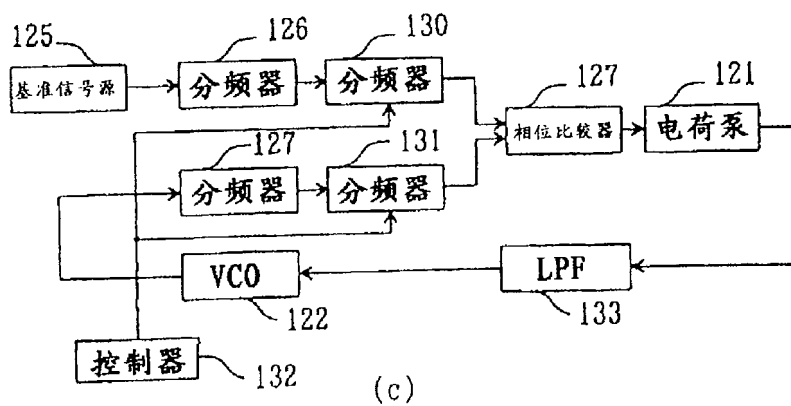 125
126
130
127
121
基准信号源
分频器
分频器
相位比较器
电荷泵
127
131
分频器
分频器
VCO
LPF
122
133
控制器
132
(c)